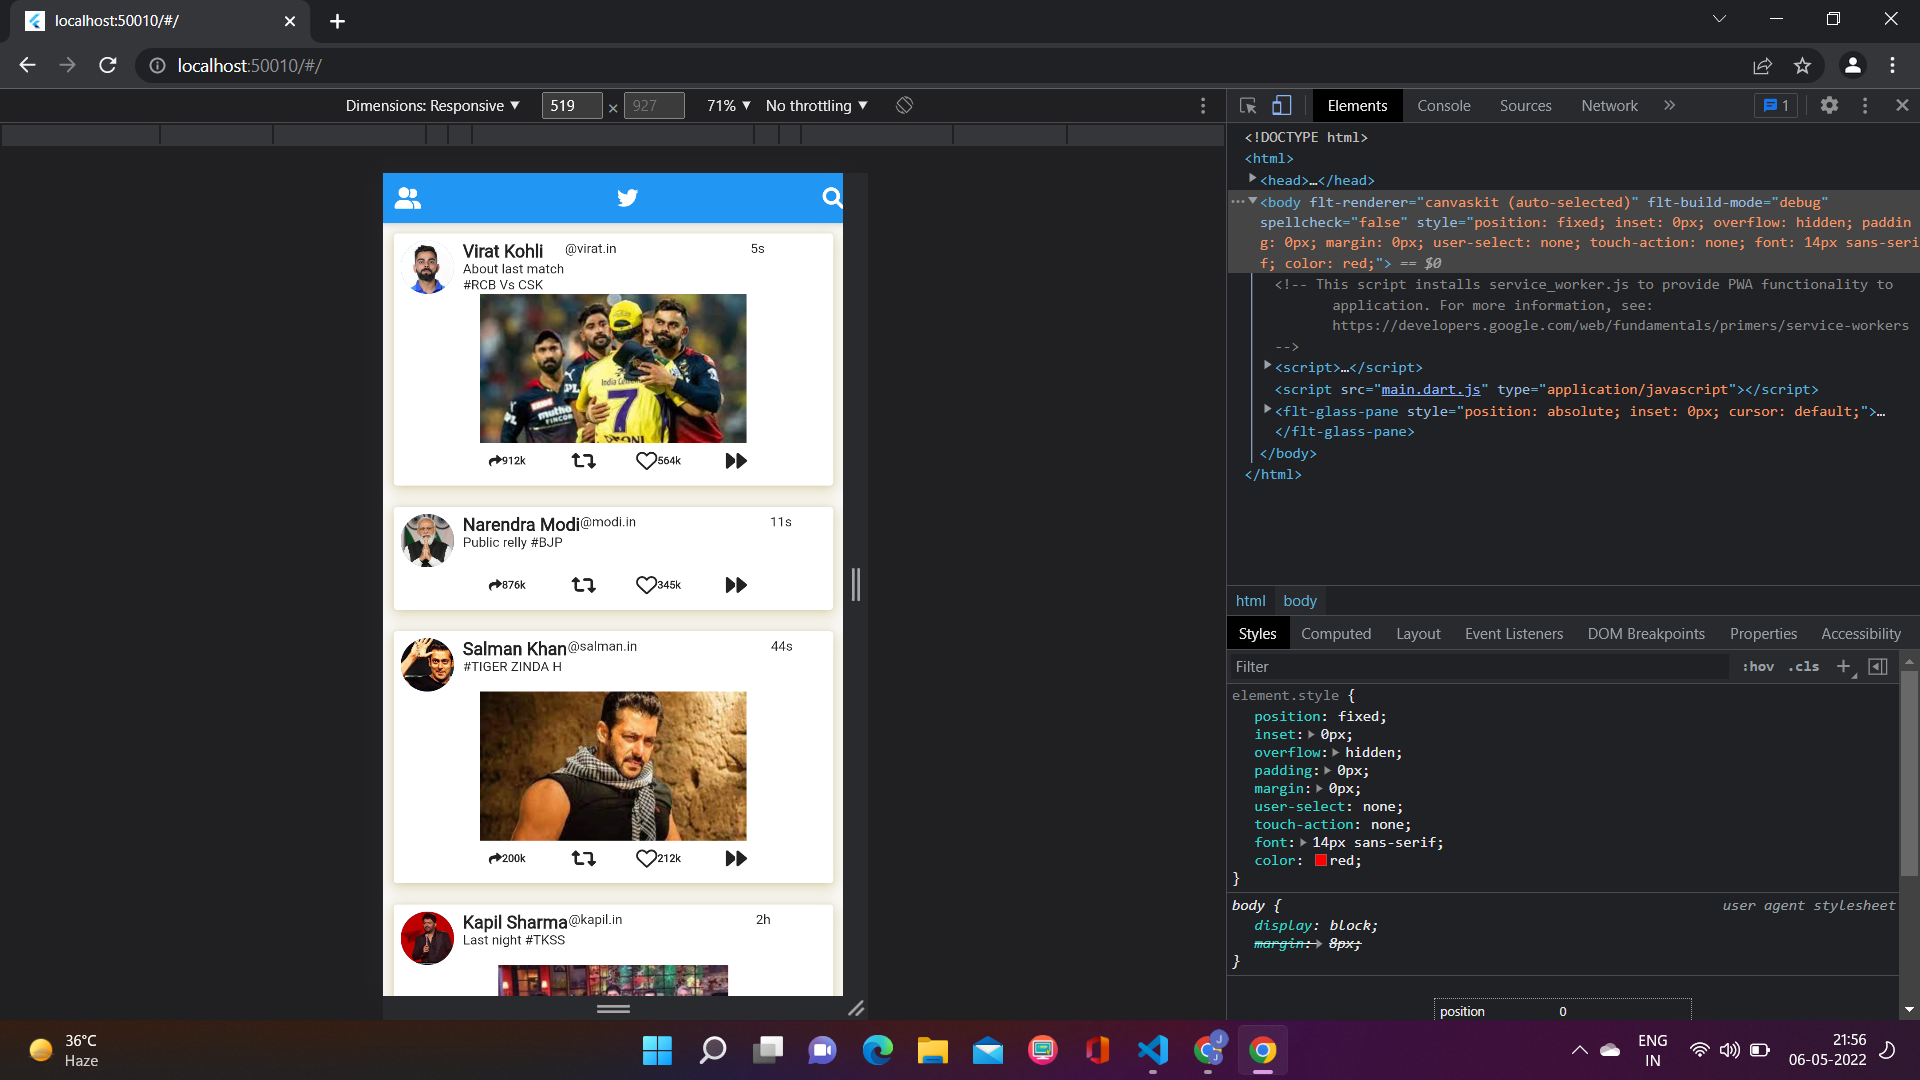 localhost:50010/#/
localhost:50010/#/
Dimensions: Responsive ▼ 519 × 927 71% ▼ No throttling ▼
Elements Console Sources Network » 1
Virat Kohli @virat.in 5s
About last match
#RCB Vs CSK
India Cements
7
DHONI
912k 564k
Narendra Modi@modi.in 11s
Public relly #BJP
876k 345k
Salman Khan@salman.in 44s
#TIGER ZINDA H
200k 212k
Kapil Sharma@kapil.in 2h
Last night #TKSS
<!DOCTYPE html>
<html>
<head>…</head>
<body flt-renderer="canvaskit (auto-selected)" flt-build-mode="debug"
spellcheck="false" style="position: fixed; inset: 0px; overflow: hidden; paddin
g: 0px; margin: 0px; user-select: none; touch-action: none; font: 14px sans-seri
f; color: red;"> == $0
<!-- This script installs service_worker.js to provide PWA functionality to
application. For more information, see:
https://developers.google.com/web/fundamentals/primers/service-workers
-->
<script>…</script>
<script src="main.dart.js" type="application/javascript"></script>
<flt-glass-pane style="position: absolute; inset: 0px; cursor: default;">…
</flt-glass-pane>
</body>
</html>
html body
Styles Computed Layout Event Listeners DOM Breakpoints Properties Accessibility
Filter :hov .cls +
element.style {
position: fixed;
inset: 0px;
overflow: hidden;
padding: 0px;
margin: 0px;
user-select: none;
touch-action: none;
font: 14px sans-serif;
color: red;
}
body { user agent stylesheet
display: block;
margin: 8px;
}
position 0
36°C
Haze
ENG
IN
21:56
06-05-2022